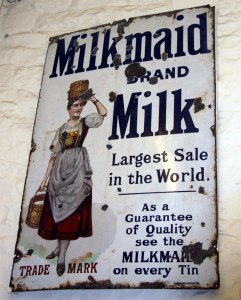 Milkmaid
BRAND
Milk
Largest Sale
in the World.
As a
Guarantee
of Quality
see the
MILKMAID
on every Tin
TRADE MARK